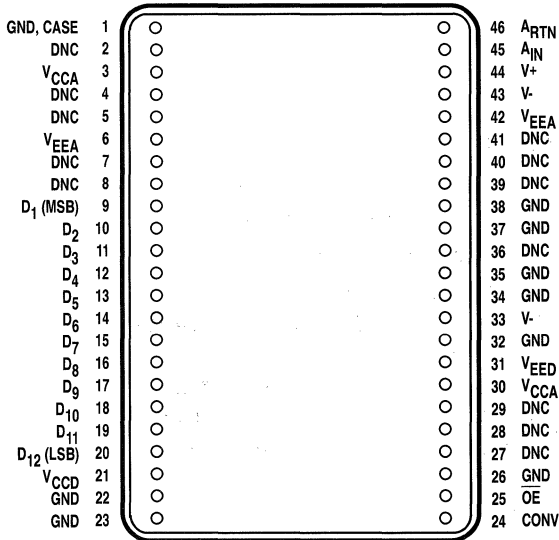 GND, CASE 1
DNC 2
VCCA 3
DNC 4
DNC 5
VEEA 6
DNC 7
DNC 8
D1 (MSB) 9
D2 10
D3 11
D4 12
D5 13
D6 14
D7 15
D8 16
D9 17
D10 18
D11 19
D12 (LSB) 20
VCCD 21
GND 22
GND 23
46 ARTN
45 AIN
44 V+
43 V-
42 VEEA
41 DNC
40 DNC
39 DNC
38 GND
37 GND
36 DNC
35 GND
34 GND
33 V-
32 GND
31 VEED
30 VCCA
29 DNC
28 DNC
27 DNC
26 GND
25 O̅E̅
24 CONV